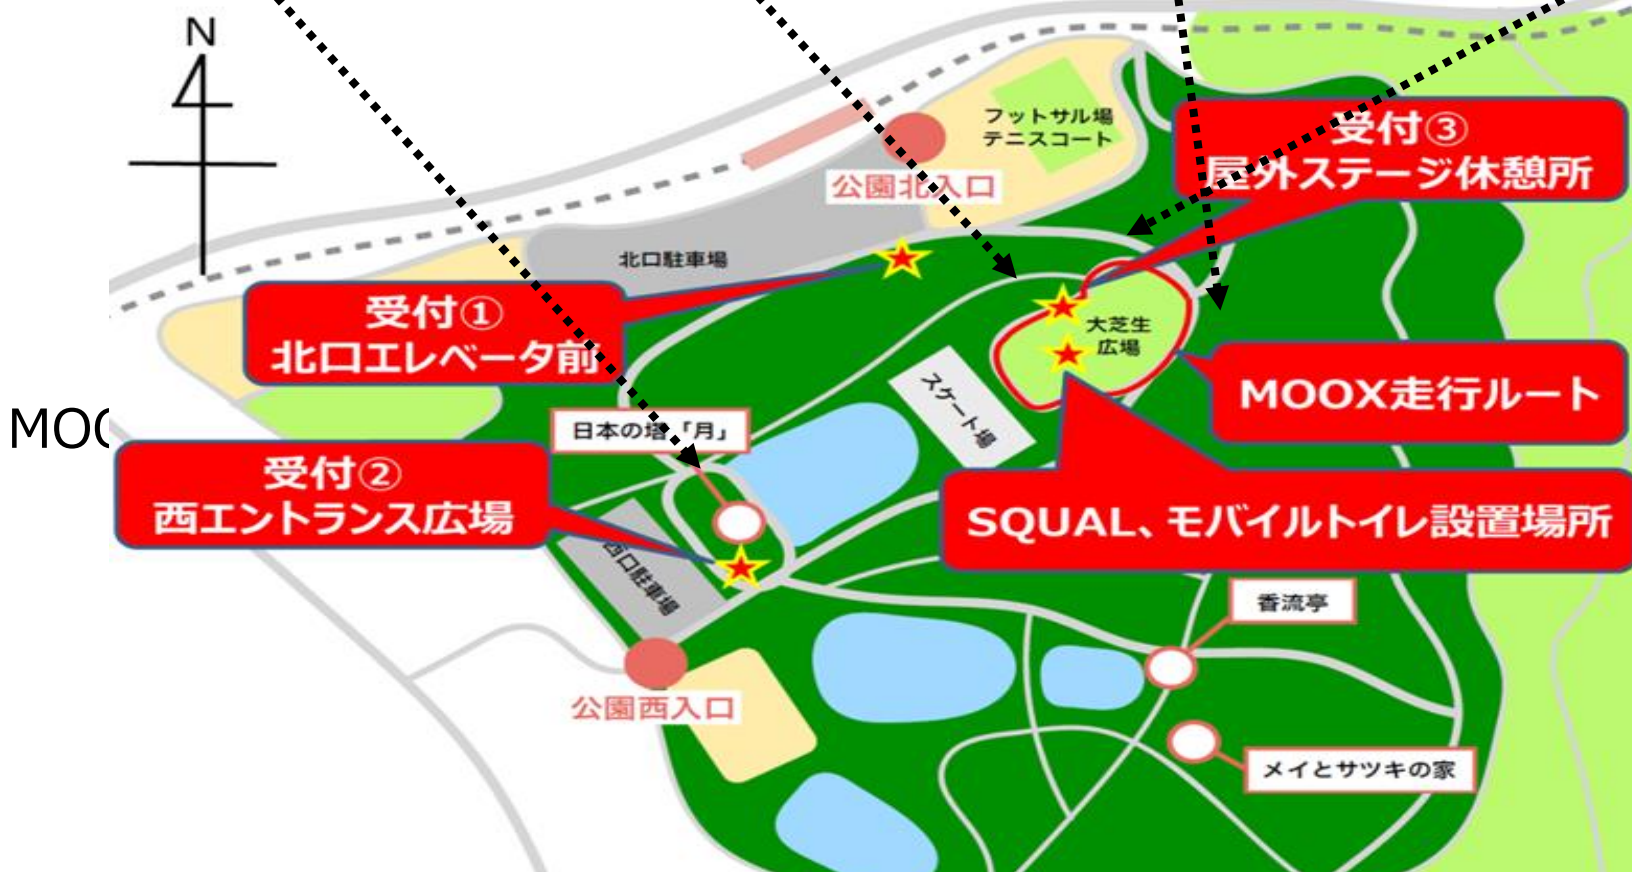 N
フットサル場
テニスコート
受付③
屋外ステージ休憩所
公園北入口
北口駐車場
受付①
北口エレベータ前
大芝生
広場
MOOX走行ルート
スケート場
MOO
日本の塔「月」
受付②
西エントランス広場
SQUAL、モバイルトイレ設置場所
西口駐車場
香流亭
公園西入口
メイとサツキの家